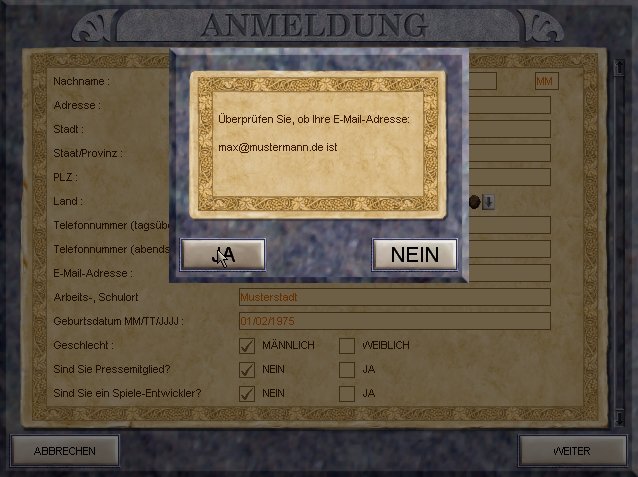 ANMELDUNG
Nachname :
MM
Adresse :
Stadt :
Staat/Provinz :
PLZ :
Land :
Telefonnummer (tagsüb
Telefonnummer (abends
E-Mail-Adresse :
Überprüfen Sie, ob Ihre E-Mail-Adresse:
max@mustermann.de ist
JA
NEIN
Arbeits-, Schulort
Musterstadt
Geburtsdatum MM/TT/JJJJ :
01/02/1975
Geschlecht :
MÄNNLICH
WEIBLICH
Sind Sie Pressemitglied?
NEIN
JA
Sind Sie ein Spiele-Entwickler?
NEIN
JA
ABBRECHEN
WEITER